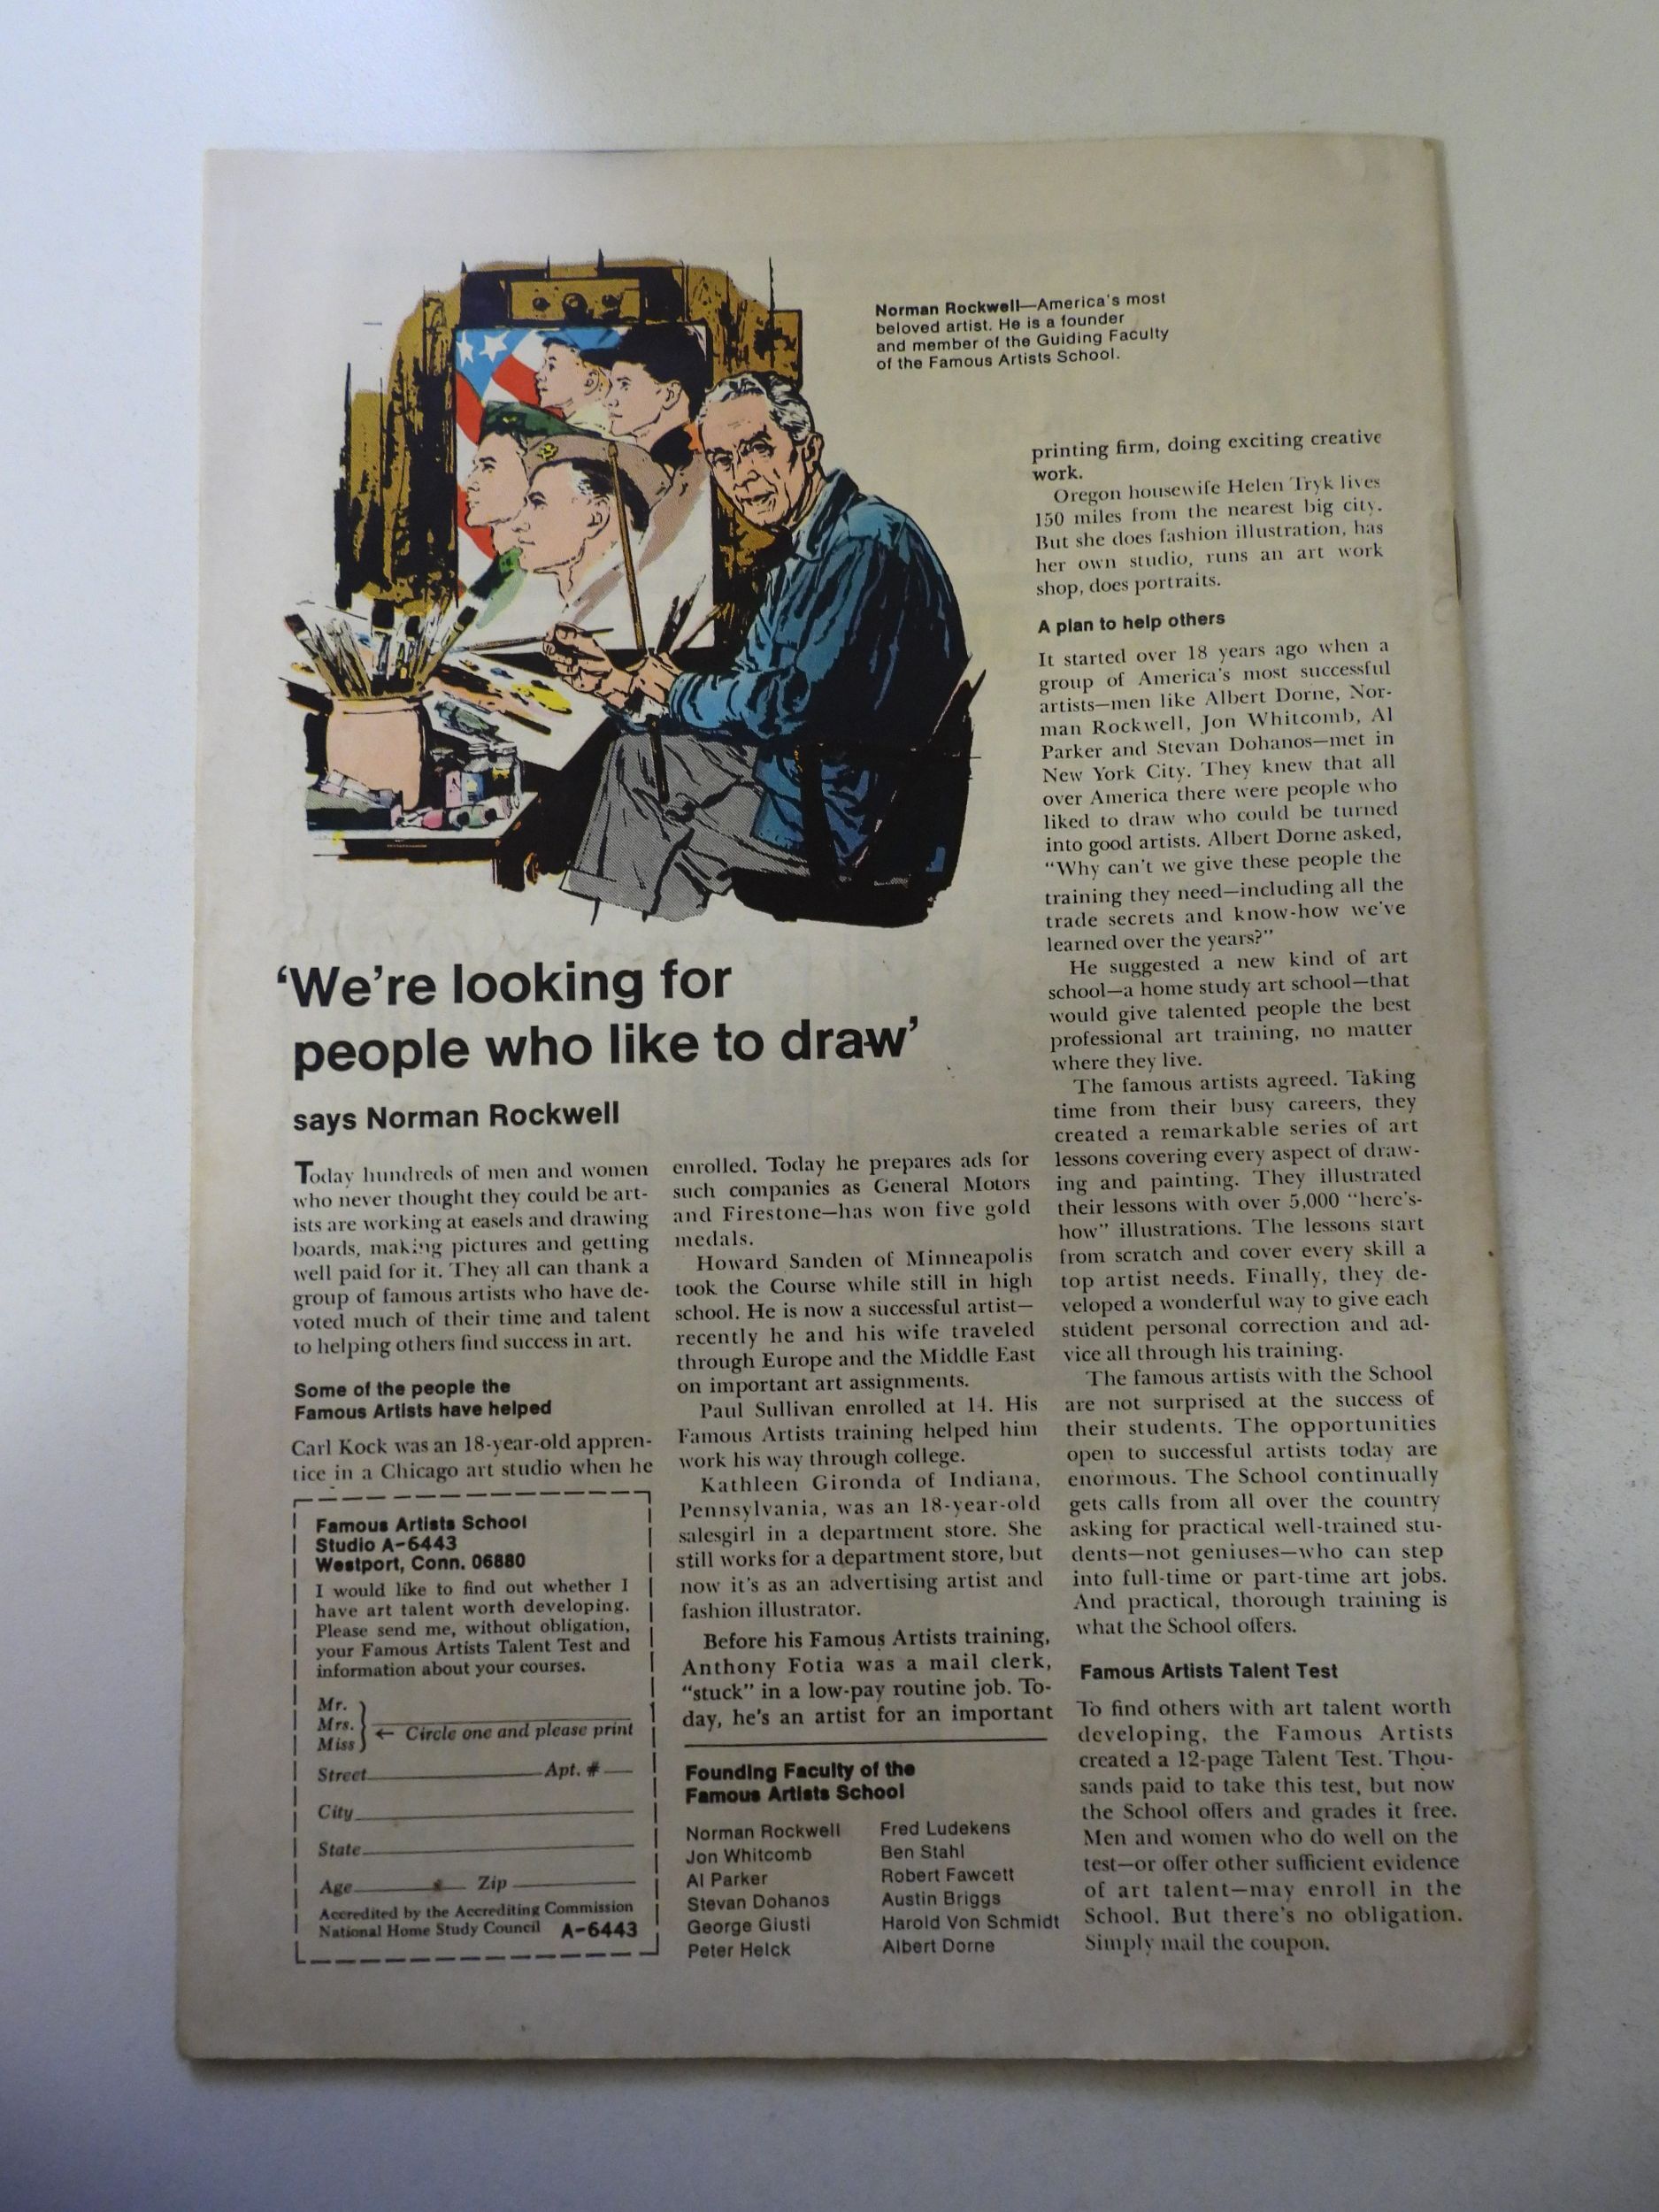 Norman Rockwell—America's most
beloved artist. He is a founder
and member of the Guiding Faculty
of the Famous Artists School.
'We're looking for
people who like to draw'
says Norman Rockwell
Today hundreds of men and women
who never thought they could be art-
ists are working at easels and drawing
boards, making pictures and getting
well paid for it. They all can thank a
group of famous artists who have de-
voted much of their time and talent
to helping others find success in art.
Some of the people the
Famous Artists have helped
Carl Kock was an 18-year-old appren-
tice in a Chicago art studio when he
enrolled. Today he prepares ads for
such companies as General Motors
and Firestone—has won five gold
medals.
Howard Sanden of Minneapolis
took the Course while still in high
school. He is now a successful artist—
recently he and his wife traveled
through Europe and the Middle East
on important art assignments.
Paul Sullivan enrolled at 14. His
Famous Artists training helped him
work his way through college.
Kathleen Gironda of Indiana,
Pennsylvania, was an 18-year-old
salesgirl in a department store. She
still works for a department store, but
now it's as an advertising artist and
fashion illustrator.
Before his Famous Artists training,
Anthony Fotia was a mail clerk,
"stuck" in a low-pay routine job. To-
day, he's an artist for an important
printing firm, doing exciting creative
work.
Oregon housewife Helen Tryk lives
150 miles from the nearest big city.
But she does fashion illustration, has
her own studio, runs an art work
shop, does portraits.
A plan to help others
It started over 18 years ago when a
group of America's most successful
artists—men like Albert Dorne, Nor-
man Rockwell, Jon Whitcomb, Al
Parker and Stevan Dohanos—met in
New York City. They knew that all
over America there were people who
liked to draw who could be turned
into good artists. Albert Dorne asked,
"Why can't we give these people the
training they need—including all the
trade secrets and know-how we've
learned over the years?"
He suggested a new kind of art
school—a home study art school—that
would give talented people the best
professional art training, no matter
where they live.
The famous artists agreed. Taking
time from their busy careers, they
created a remarkable series of art
lessons covering every aspect of draw-
ing and painting. They illustrated
their lessons with over 5,000 "here's-
how" illustrations. The lessons start
from scratch and cover every skill a
top artist needs. Finally, they de-
veloped a wonderful way to give each
student personal correction and ad-
vice all through his training.
The famous artists with the School
are not surprised at the success of
their students. The opportunities
open to successful artists today are
enormous. The School continually
gets calls from all over the country
asking for practical well-trained stu-
dents—not geniuses—who can step
into full-time or part-time art jobs.
And practical, thorough training is
what the School offers.
Famous Artists Talent Test
To find others with art talent worth
developing, the Famous Artists
created a 12-page Talent Test. Thou-
sands paid to take this test, but now
the School offers and grades it free.
Men and women who do well on the
test—or offer other sufficient evidence
of art talent—may enroll in the
School. But there's no obligation.
Simply mail the coupon.
Famous Artists School
Studio A-6443
Westport, Conn. 06880
I would like to find out whether I
have art talent worth developing.
Please send me, without obligation,
your Famous Artists Talent Test and
information about your courses.
Mr.
Mrs.
Miss
← Circle one and please print
Street Apt. #
City
State
Age Zip
Accredited by the Accrediting Commission
National Home Study Council A-6443
Founding Faculty of the
Famous Artists School
Norman Rockwell
Jon Whitcomb
Al Parker
Stevan Dohanos
George Giusti
Peter Helck
Fred Ludekens
Ben Stahl
Robert Fawcett
Austin Briggs
Harold Von Schmidt
Albert Dorne